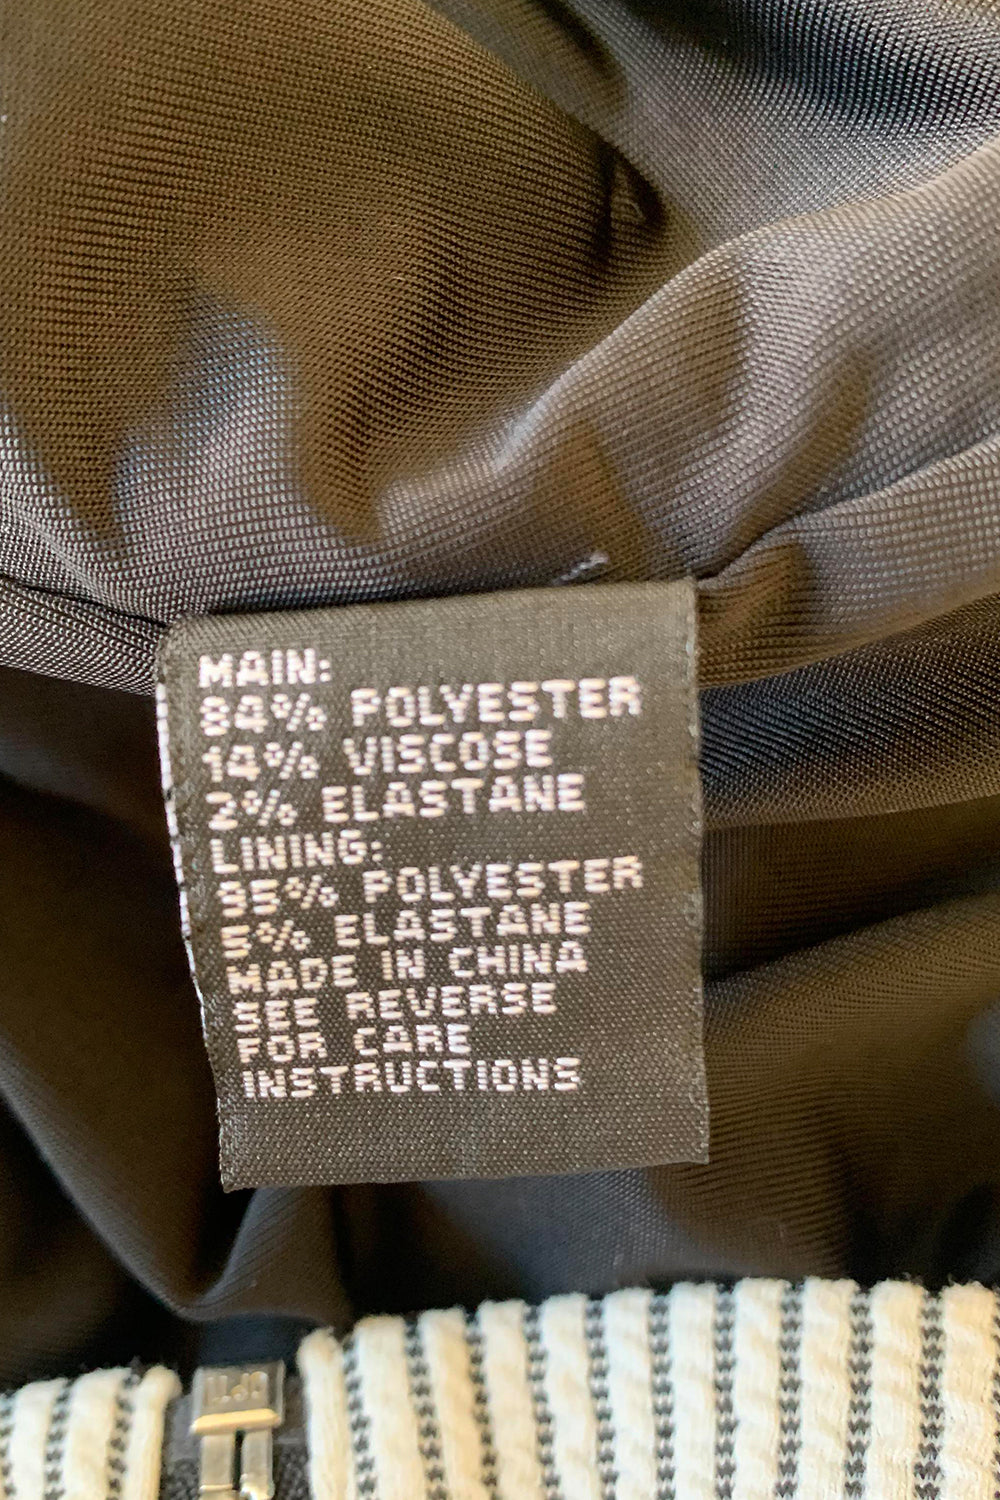 MAIN:
84% POLYESTER
14% VISCOSE
2% ELASTANE
LINING:
95% POLYESTER
5% ELASTANE
MADE IN CHINA
SEE REVERSE
FOR CARE
INSTRUCTIONS